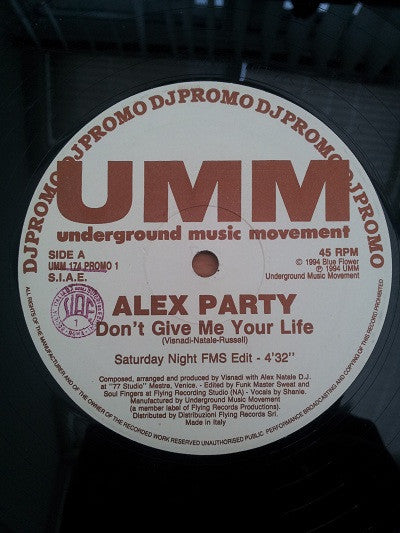 DJPROMO DJPROMO DJPROMO DJPROMO DJPROMO
UMM
underground music movement
SIDE A
UMM 174 PROMO 1
S.I.A.E.
45 RPM
© 1994 Blue Flower
℗ 1994 UMM
Underground Music Movement
ALEX PARTY
Don't Give Me Your Life
(Visnadi-Natale-Russell)
Saturday Night FMS Edit - 4'32"
Composed, arranged and produced by Visnadi with Alex Natale D.J.
at "77 Studio" Mestre, Venice. - Edited by Funk Master Sweat and
Soul Fingers at Flying Recording Studio (NA) - Vocals by Shanie.
Manufactured by Underground Music Movement
(a member label of Flying Records Productions).
Distributed by Distribuzioni Flying Records Srl.
Made in Italy
ALL RIGHTS OF THE MANUFACTURER AND OF THE OWNER OF THE RECORDED WORK RESERVED UNAUTHORISED PUBLIC PERFORMANCE BROADCASTING AND COPYING OF THIS RECORD PROHIBITED